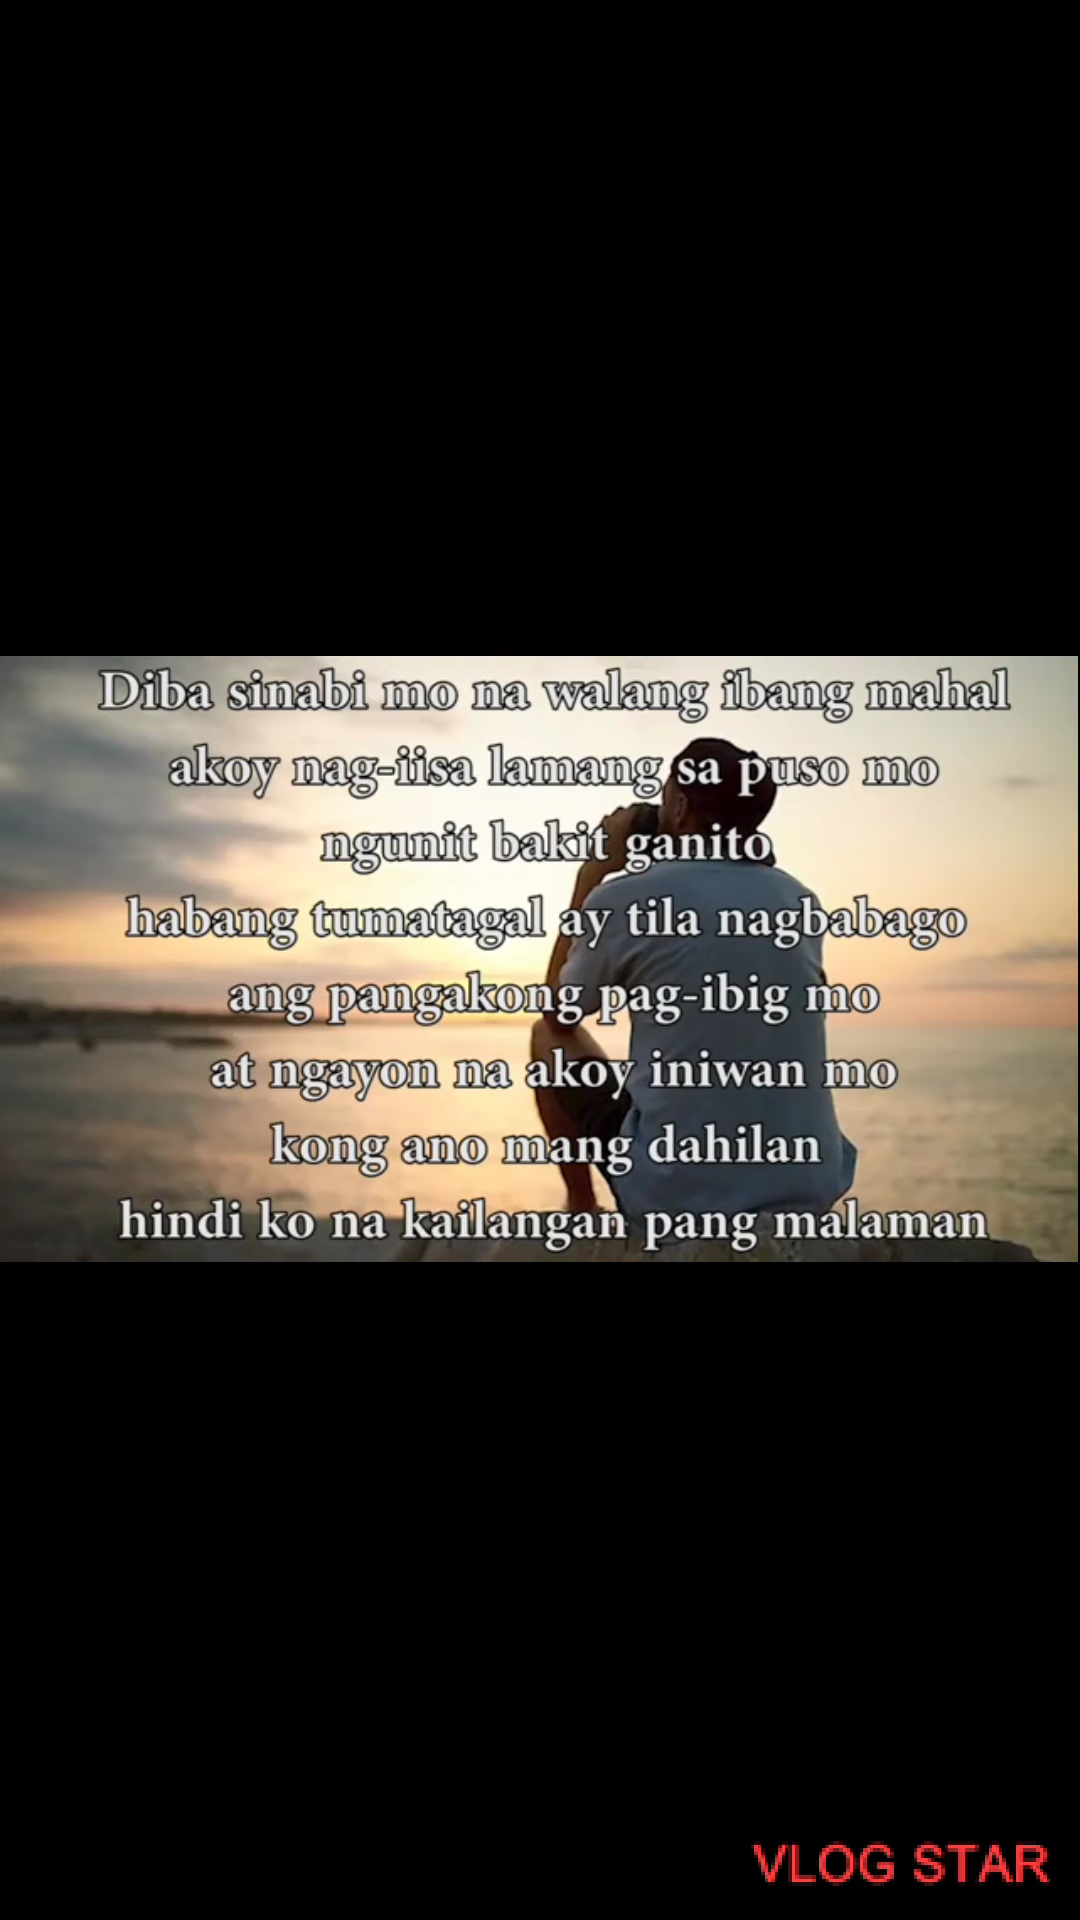 Diba sinabi mo na walang ibang mahal
akoy nag-iisa lamang sa puso mo
ngunit bakit ganito
habang tumatagal ay tila nagbabago
ang pangakong pag-ibig mo
at ngayon na akoy iniwan mo
kong ano mang dahilan
hindi ko na kailangan pang malaman
VLOG STAR